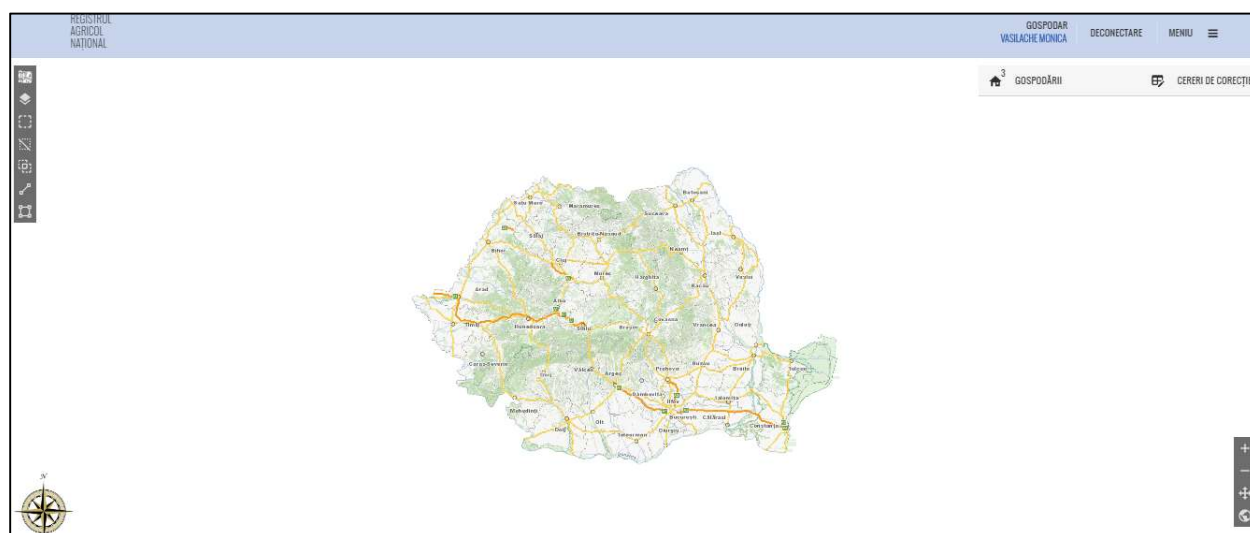 REGISTRUL
AGRICOL
NAȚIONAL
GOSPODAR
VASILACHE MONICA
DECONECTARE
MENIU
3
GOSPODĂRII
CERERI DE CORECȚIE
Botoșani
Satu Mare
Maramureș
Suceava
Sălaj
Bistrița-Năsăud
Iași
Bihor
Neamț
Cluj
Mureș
Harghita
Vaslui
Bacău
Arad
Alba
Timiș
Hunedoara
Sibiu
Brașov
Covasna
Vrancea
Galați
Caraș-Severin
Gorj
Vâlcea
Argeș
Prahova
Buzău
Brăila
Tulcea
Dâmbovița
Ialomița
Ilfov
Mehedinți
București
Călărași
Constanța
Olt
Dolj
Giurgiu
Teleorman
N